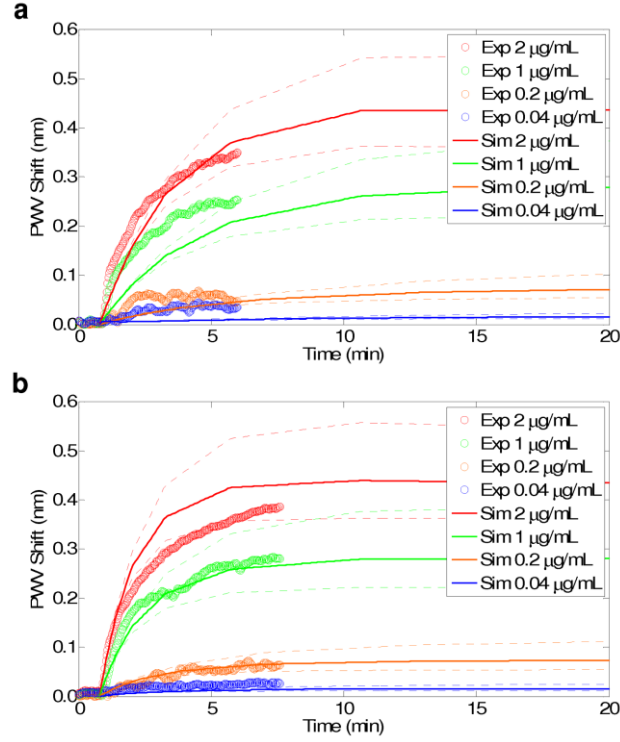 a
0.6
0.5
0.4
0.3
0.2
0.1
0.0
PWV Shift (nm)
Exp 2 µg/mL
Exp 1 µg/mL
Exp 0.2 µg/mL
Exp 0.04 µg/mL
Sim 2 µg/mL
Sim 1 µg/mL
Sim 0.2 µg/mL
Sim 0.04 µg/mL
0 5 10 15 20
Time (min)
b
0.6
0.5
0.4
0.3
0.2
0.1
0.0
PWV Shift (nm)
Exp 2 µg/mL
Exp 1 µg/mL
Exp 0.2 µg/mL
Exp 0.04 µg/mL
Sim 2 µg/mL
Sim 1 µg/mL
Sim 0.2 µg/mL
Sim 0.04 µg/mL
0 5 10 15 20
Time (min)